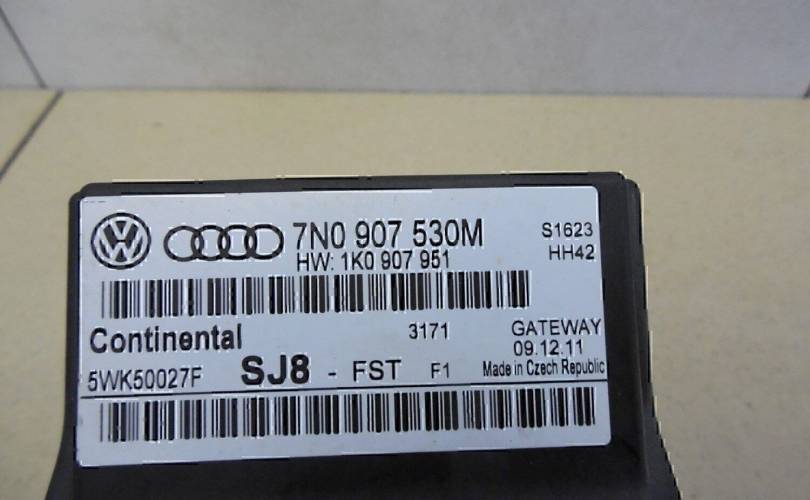 7N0 907 530M
HW: 1K0 907 951
S1623
HH42
Continental
3171
GATEWAY
09.12.11
5WK50027F
SJ8 - FST F1
Made in Czech Republic